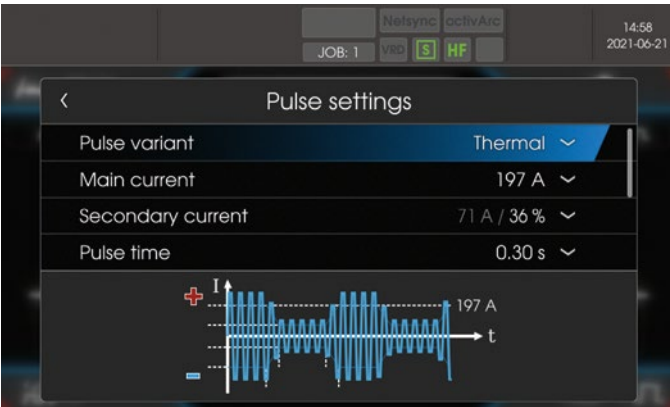 Netsync activArc
JOB: 1 VRD S HF
14:58
2021-06-21
Pulse settings
Pulse variant Thermal
Main current 197 A
Secondary current 71 A / 36 %
Pulse time 0.30 s
I
197 A
t